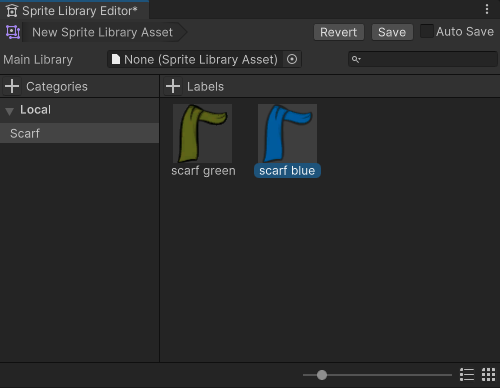 Sprite Library Editor*
New Sprite Library Asset
Revert
Save
Auto Save
Main Library
None (Sprite Library Asset)
Categories
Labels
Local
Scarf
scarf green
scarf blue